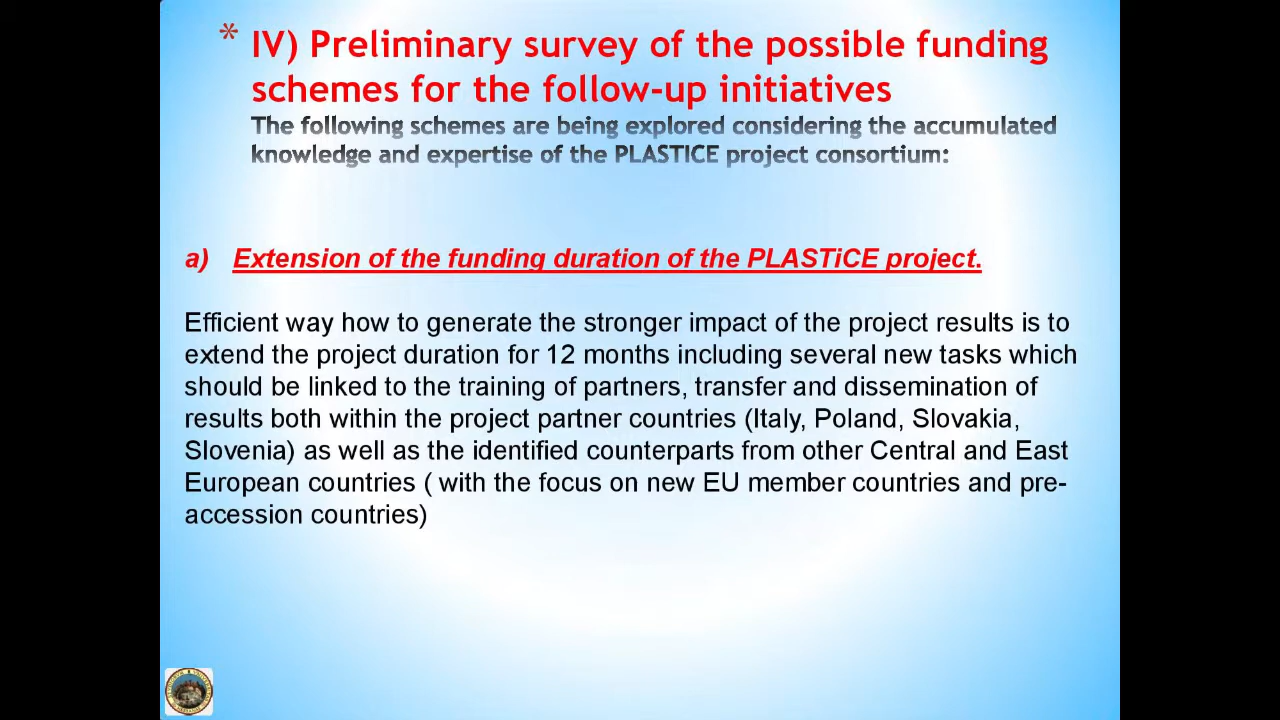 * IV) Preliminary survey of the possible funding
schemes for the follow-up initiatives
The following schemes are being explored considering the accumulated
knowledge and expertise of the PLASTICE project consortium:
a) Extension of the funding duration of the PLASTiCE project.
Efficient way how to generate the stronger impact of the project results is to
extend the project duration for 12 months including several new tasks which
should be linked to the training of partners, transfer and dissemination of
results both within the project partner countries (Italy, Poland, Slovakia,
Slovenia) as well as the identified counterparts from other Central and East
European countries ( with the focus on new EU member countries and pre-
accession countries)